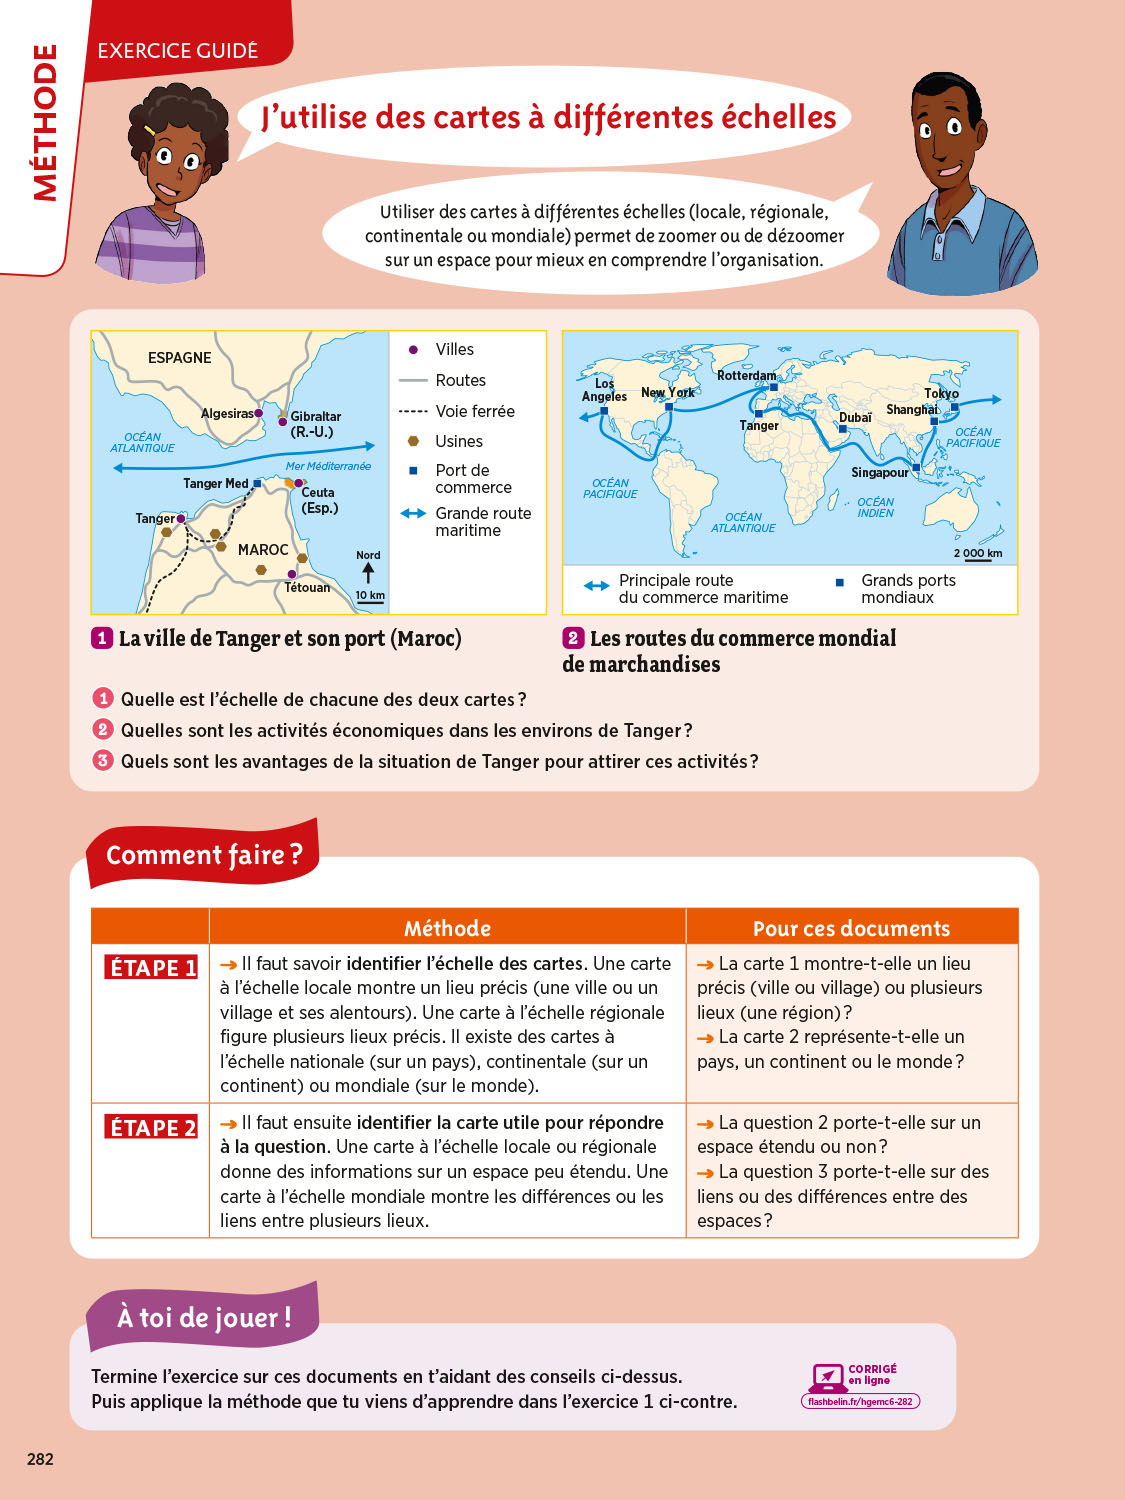 MÉTHODE
EXERCICE GUIDÉ
J'utilise des cartes à différentes échelles
Utiliser des cartes à différentes échelles (locale, régionale,
continentale ou mondiale) permet de zoomer ou de dézoomer
sur un espace pour mieux en comprendre l'organisation.
ESPAGNE
Algesiras
Gibraltar
(R.-U.)
OCÉAN
ATLANTIQUE
Mer Méditerranée
Tanger Med
Ceuta
(Esp.)
Tanger
MAROC
Nord
Tétouan
10 km
Villes
Routes
Voie ferrée
Usines
Port de
commerce
Grande route
maritime
Los
Angeles
New York
Rotterdam
Tanger
Dubaï
Shanghai
Tokyo
Singapour
OCÉAN
PACIFIQUE
OCÉAN
ATLANTIQUE
OCÉAN
INDIEN
OCÉAN
PACIFIQUE
2 000 km
Principale route
du commerce maritime
Grands ports
mondiaux
1 La ville de Tanger et son port (Maroc)
2 Les routes du commerce mondial
de marchandises
1 Quelle est l'échelle de chacune des deux cartes ?
2 Quelles sont les activités économiques dans les environs de Tanger ?
3 Quels sont les avantages de la situation de Tanger pour attirer ces activités ?
Comment faire ?
Méthode
Pour ces documents
ÉTAPE 1
→ Il faut savoir identifier l'échelle des cartes. Une carte
à l'échelle locale montre un lieu précis (une ville ou un
village et ses alentours). Une carte à l'échelle régionale
figure plusieurs lieux précis. Il existe des cartes à
l'échelle nationale (sur un pays), continentale (sur un
continent) ou mondiale (sur le monde).
→ La carte 1 montre-t-elle un lieu
précis (ville ou village) ou plusieurs
lieux (une région) ?
→ La carte 2 représente-t-elle un
pays, un continent ou le monde ?
ÉTAPE 2
→ Il faut ensuite identifier la carte utile pour répondre
à la question. Une carte à l'échelle locale ou régionale
donne des informations sur un espace peu étendu. Une
carte à l'échelle mondiale montre les différences ou les
liens entre plusieurs lieux.
→ La question 2 porte-t-elle sur un
espace étendu ou non ?
→ La question 3 porte-t-elle sur des
liens ou des différences entre des
espaces ?
À toi de jouer !
Termine l'exercice sur ces documents en t'aidant des conseils ci-dessus.
Puis applique la méthode que tu viens d'apprendre dans l'exercice 1 ci-contre.
CORRIGÉ
en ligne
flashbelin.fr/hgemc6-282
282